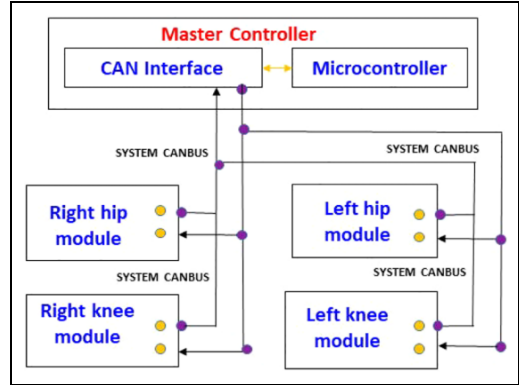 Master Controller
CAN Interface
Microcontroller
SYSTEM CANBUS
SYSTEM CANBUS
Right hip
module
Left hip
module
SYSTEM CANBUS
SYSTEM CANBUS
Right knee
module
Left knee
module